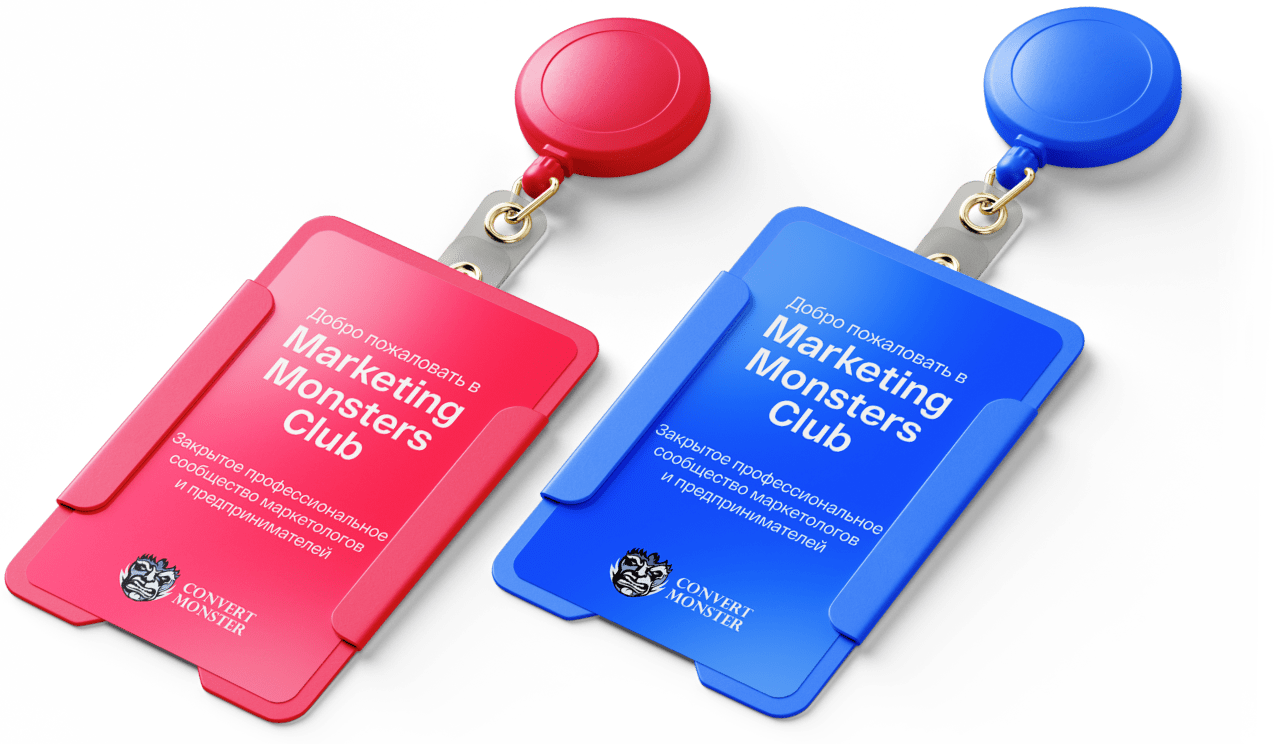 Добро пожаловать в
Marketing
Monsters
Club
Закрытое профессиональное
сообщество маркетологов
и предпринимателей
CONVERT
MONSTER
Добро пожаловать в
Marketing
Monsters
Club
Закрытое профессиональное
сообщество маркетологов
и предпринимателей
CONVERT
MONSTER